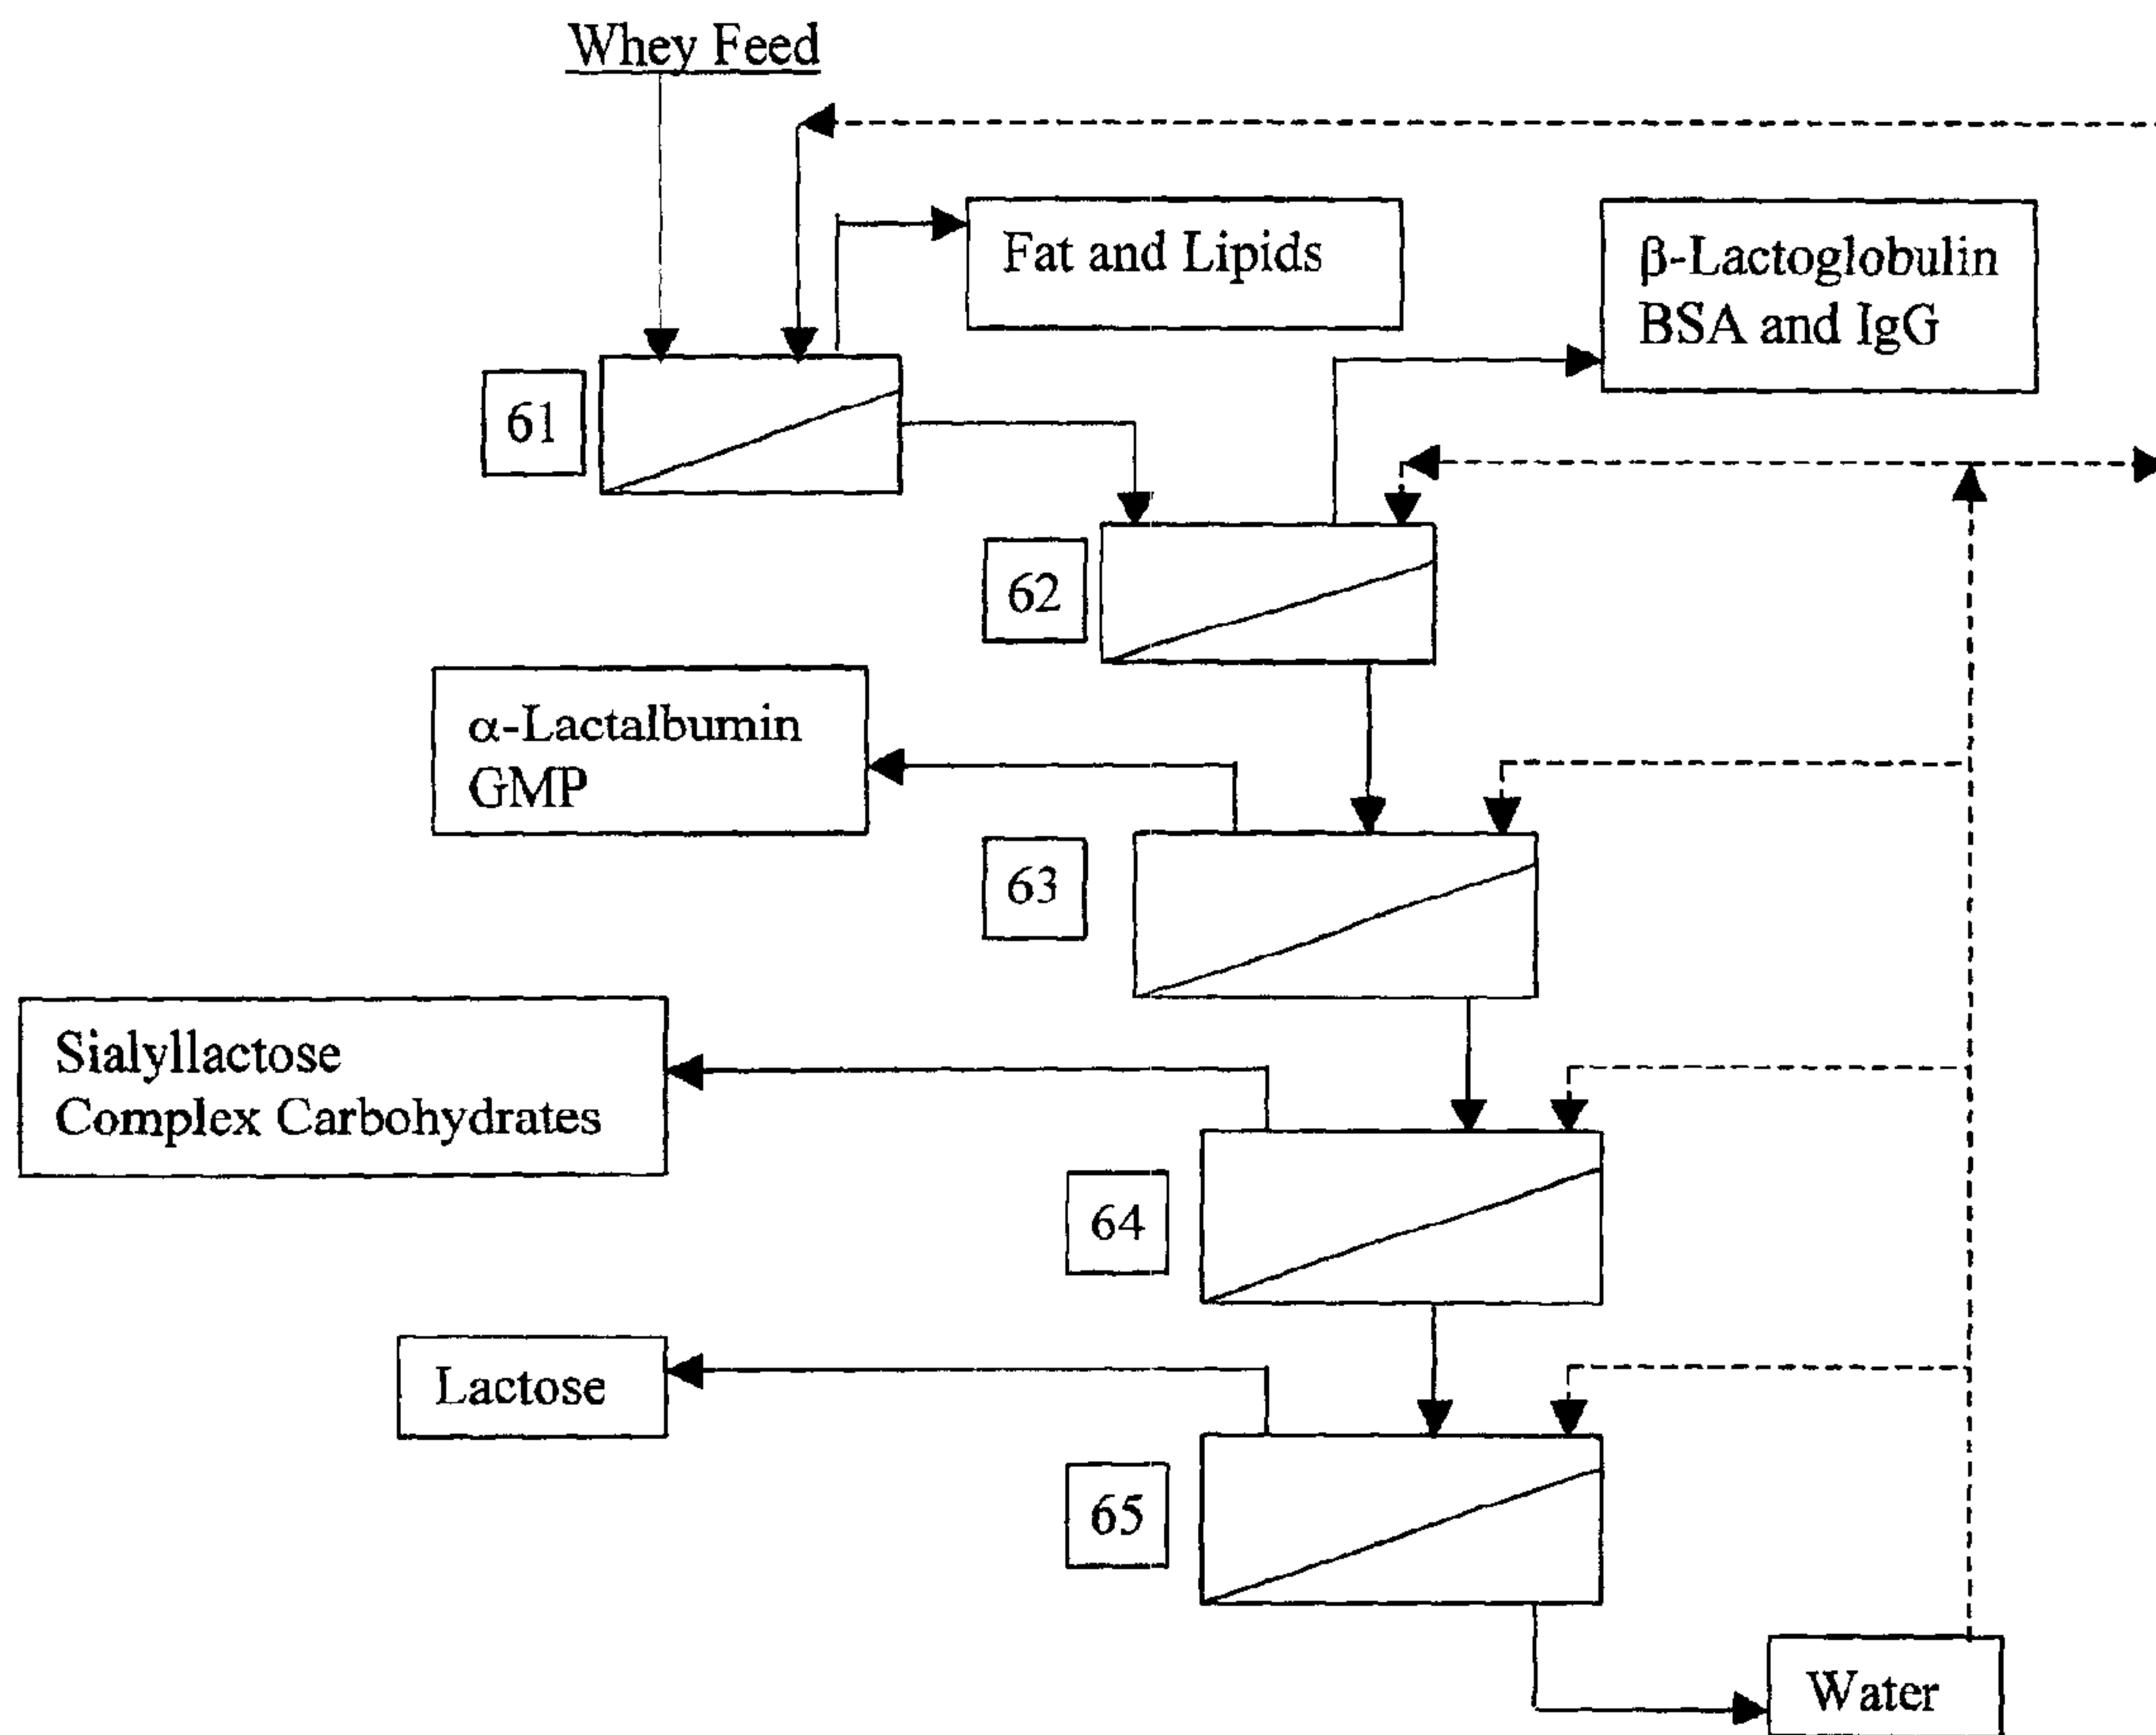 Whey Feed
Fat and Lipids
β-Lactoglobulin
BSA and IgG
61
62
α-Lactalbumin
GMP
63
Sialyllactose
Complex Carbohydrates
64
Lactose
65
Water